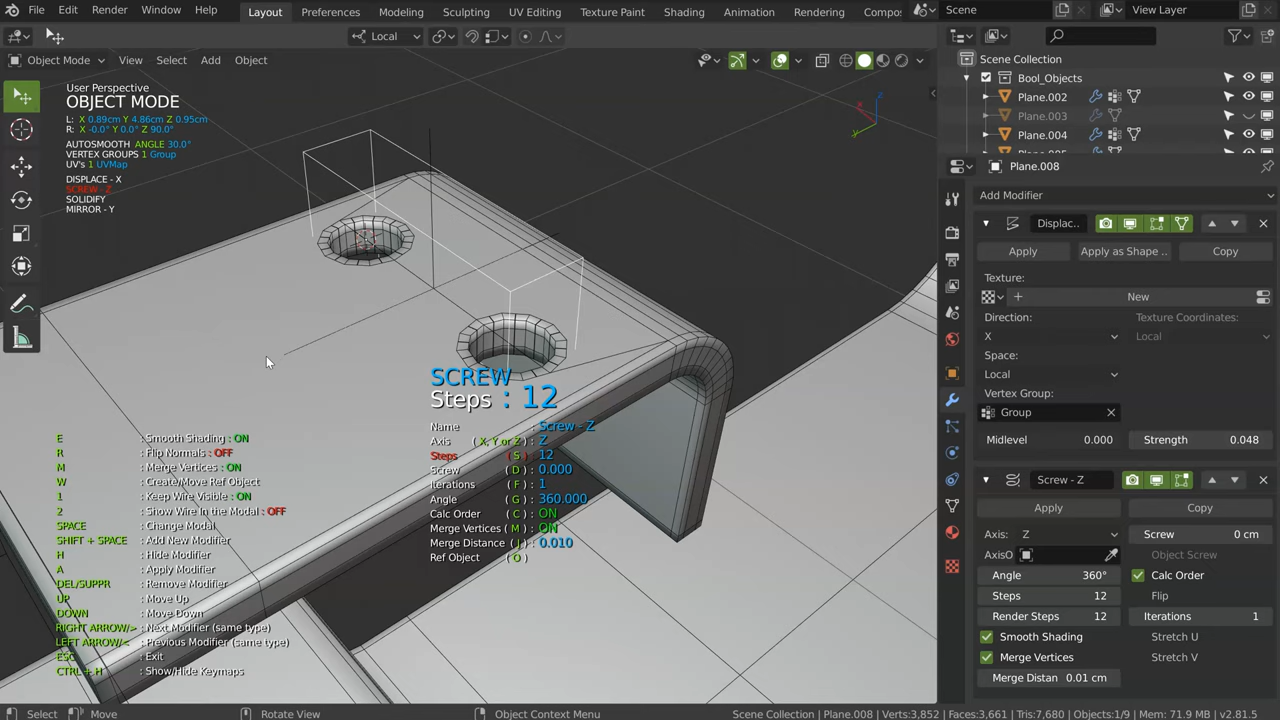 File Edit Render Window Help Layout Preferences Modeling Sculpting UV Editing Texture Paint Shading Animation Rendering Compos Scene View Layer
Local
Object Mode View Select Add Object
Scene Collection
Bool_Objects
Plane.002
Plane.003
Plane.004
User Perspective
OBJECT MODE
L: X 0.89cm Y 4.86cm Z 0.95cm
R: X -0.0° Y 0.0° Z 90.0°
AUTOSMOOTH ANGLE 30.0°
VERTEX GROUPS 1 Group
UV's 1 UVMap
DISPLACE - X
SCREW - Z
SOLIDIFY
MIRROR - Y
SCREW
Steps : 12
Name : Screw - Z
Axis ( X, Y or Z ) : Z
Steps ( S ) : 12
Screw ( D ) : 0.000
Iterations ( F ) : 1
Angle ( G ) : 360.000
Calc Order ( C ) : ON
Merge Vertices ( M ) : ON
Merge Distance ( J ) : 0.010
Ref Object ( O )
E : Smooth Shading : ON
R : Flip Normals : OFF
M : Merge Vertices : ON
W : Create/Move Ref Object
1 : Keep Wire Visible : ON
2 : Show Wire In the Modal : OFF
SPACE : Change Modal
SHIFT + SPACE : Add New Modifier
H : Hide Modifier
A : Apply Modifier
DEL/SUPPR : Remove Modifier
UP : Move Up
DOWN : Move Down
RIGHT ARROW/> : Next Modifier (same type)
LEFT ARROW/< : Previous Modifier (same type)
ESC : Exit
CTRL + H : Show/Hide Keymaps
Plane.008
Add Modifier
Displac..
Apply Apply as Shape .. Copy
Texture:
New
Direction: Texture Coordinates:
X Local
Space:
Local
Vertex Group:
Group
Midlevel 0.000 Strength 0.048
Screw - Z
Apply Copy
Axis: Z Screw 0 cm
AxisO Object Screw
Angle 360° Calc Order
Steps 12 Flip
Render Steps 12 Iterations 1
Smooth Shading Stretch U
Merge Vertices Stretch V
Merge Distan 0.01 cm
Select Move Rotate View Object Context Menu Scene Collection | Plane.008 | Verts:3,852 | Faces:3,661 | Tris:7,680 | Objects:1/9 | Mem: 71.9 MB | v2.81.5